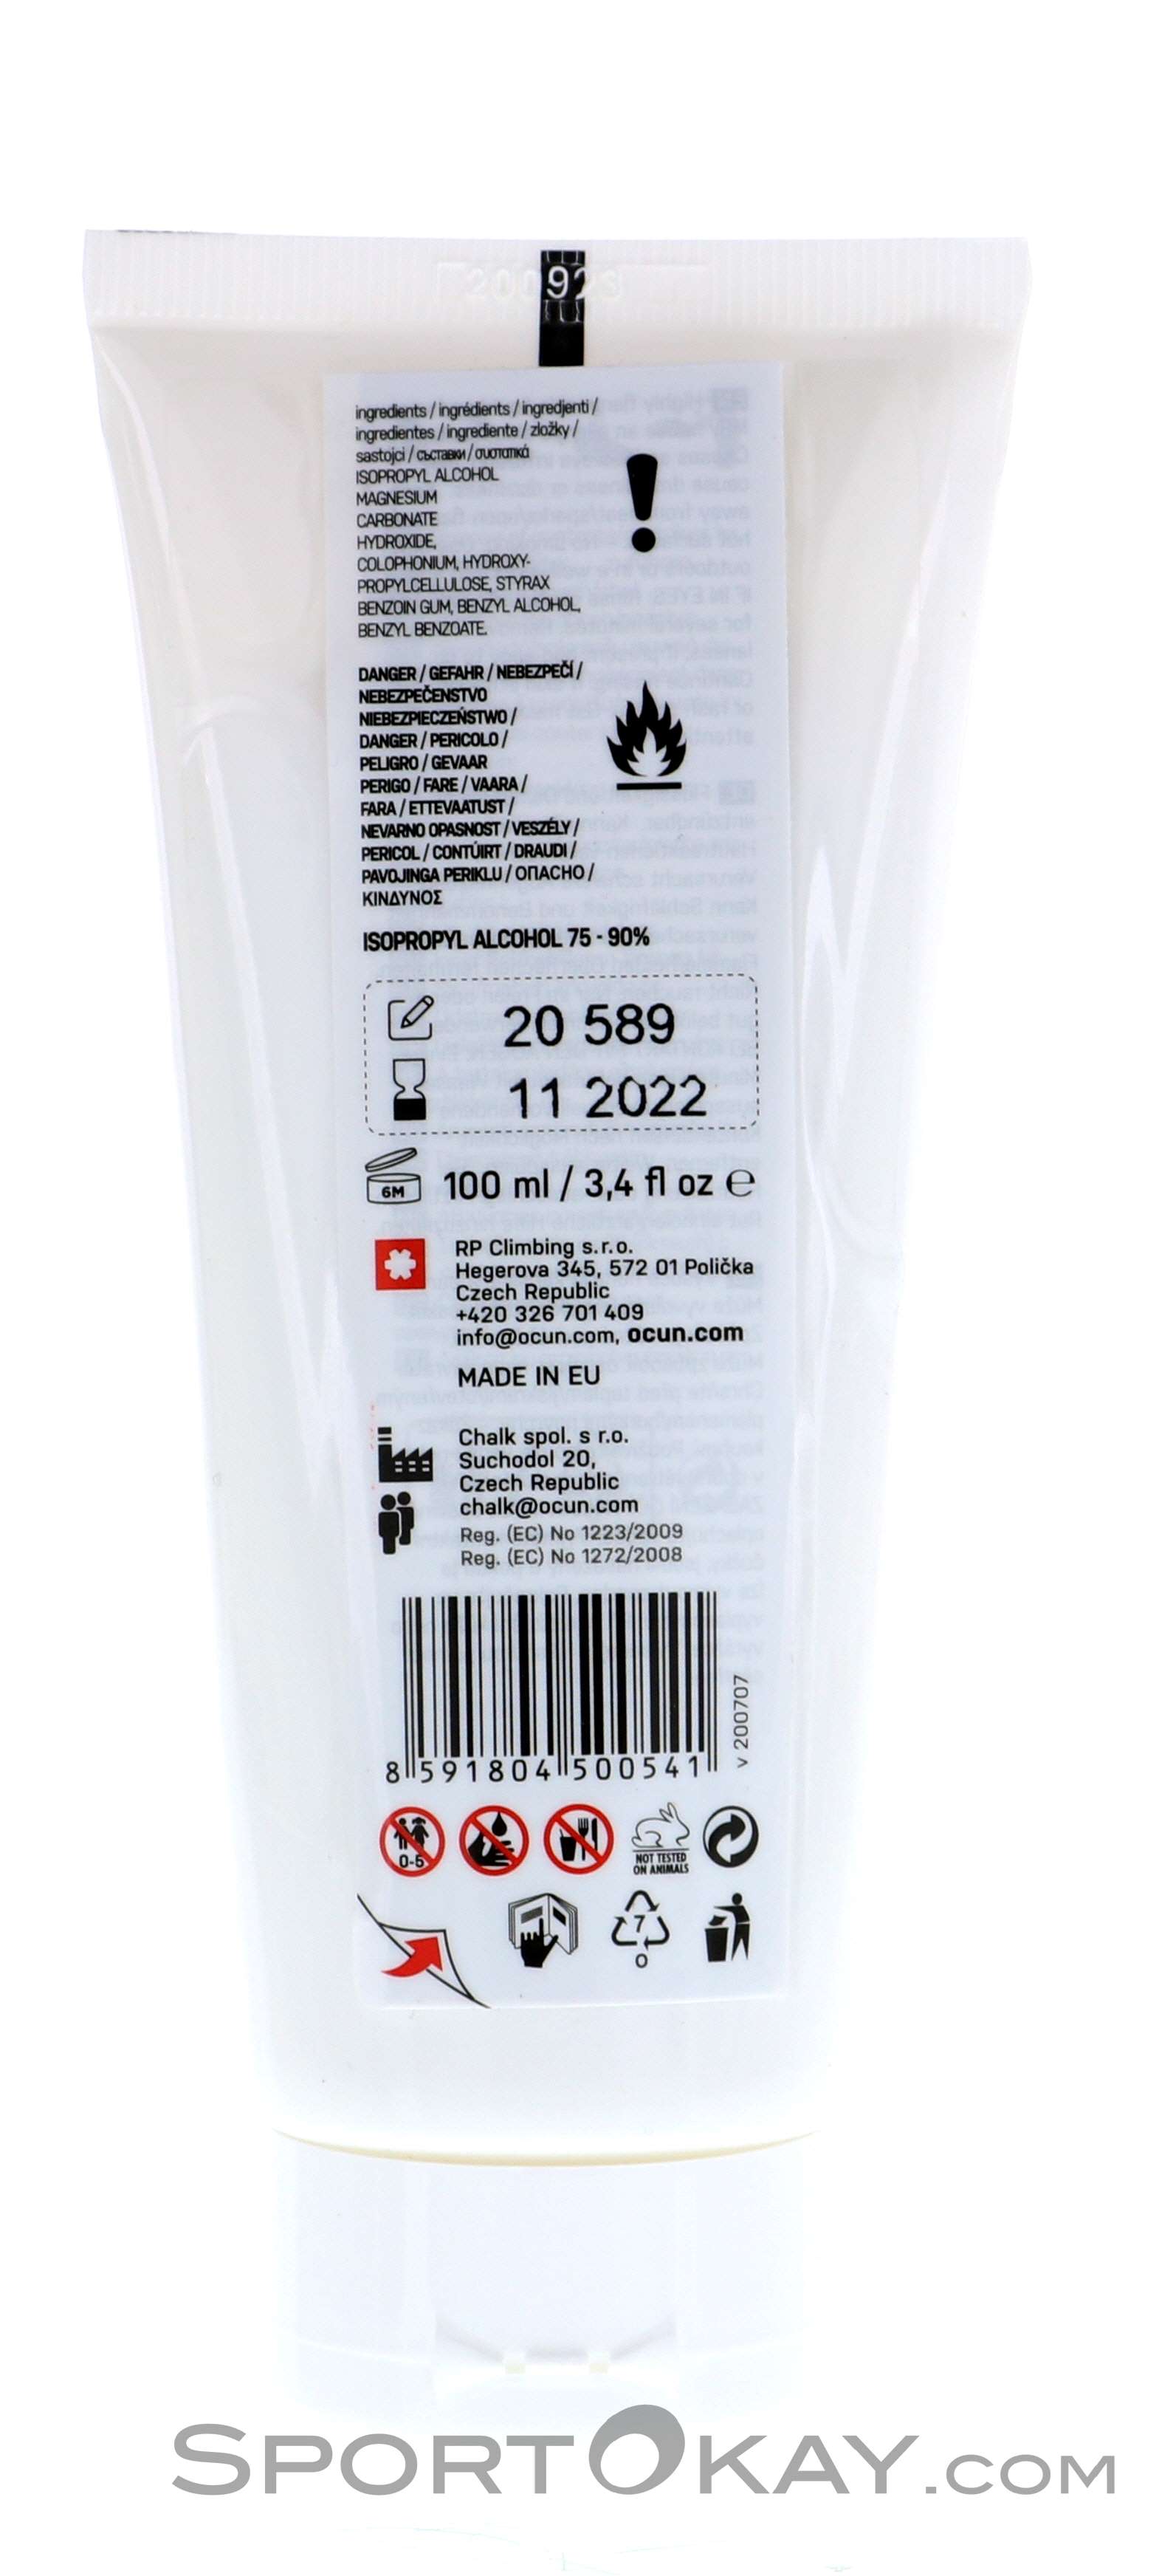 200923
ingredients / ingrédients / ingredjenti /
ingredientes / ingrediente / zložky /
sastojci / съставки / συστατικά
ISOPROPYL ALCOHOL
MAGNESIUM
CARBONATE
HYDROXIDE,
COLOPHONIUM, HYDROXY-
PROPYLCELLULOSE, STYRAX
BENZOIN GUM, BENZYL ALCOHOL,
BENZYL BENZOATE.
DANGER / GEFAHR / NEBEZPEČÍ /
NEBEZPEČENSTVO
NIEBEZPIECZEŃSTWO /
DANGER / PERICOLO /
PELIGRO / GEVAAR
PERIGO / FARE / VAARA /
FARA / ETTEVAATUST /
NEVARNO OPASNOST / VESZÉLY /
PERICOL / CONTÚIRT / DRAUDI /
PAVOJINGA PERIKLU / ОПАСНО /
ΚΙΝΔΥΝΟΣ
ISOPROPYL ALCOHOL 75 - 90%
20 589
11 2022
6M
100 ml / 3,4 fl oz ℮
RP Climbing s.r.o.
Hegerova 345, 572 01 Polička
Czech Republic
+420 326 701 409
info@ocun.com, ocun.com
MADE IN EU
Chalk spol. s r.o.
Suchodol 20,
Czech Republic
chalk@ocun.com
Reg. (EC) No 1223/2009
Reg. (EC) No 1272/2008
8 591804 500541
v 200707
0-5
NOT TESTED
ON ANIMALS
7
O
SPORTOKAY.COM